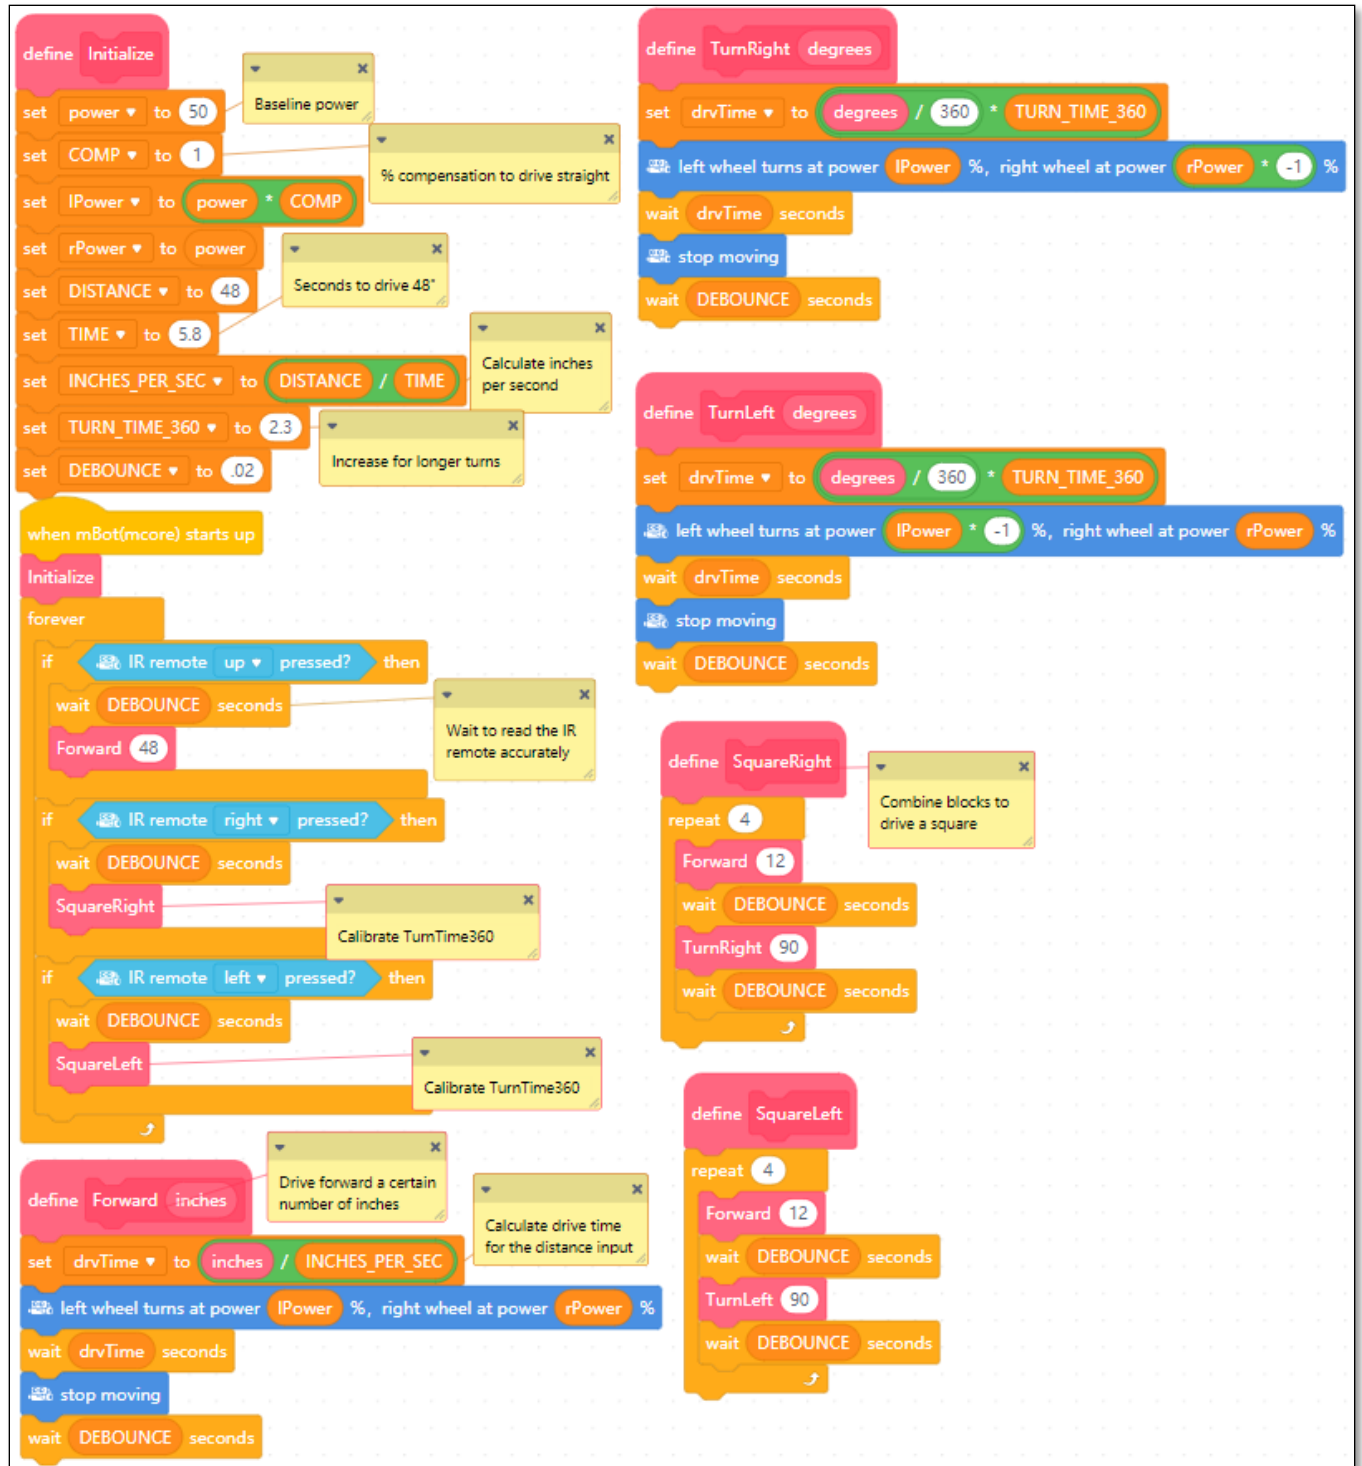 define Initialize
Baseline power
set power to 50
set COMP to 1
% compensation to drive straight
set lPower to power * COMP
set rPower to power
Seconds to drive 48"
set DISTANCE to 48
set TIME to 5.8
Calculate inches
per second
set INCHES_PER_SEC to DISTANCE / TIME
set TURN_TIME_360 to 2.3
Increase for longer turns
set DEBOUNCE to .02
when mBot(mcore) starts up
Initialize
forever
if IR remote up pressed? then
wait DEBOUNCE seconds
Wait to read the IR
remote accurately
Forward 48
if IR remote right pressed? then
wait DEBOUNCE seconds
SquareRight
Calibrate TurnTime360
if IR remote left pressed? then
wait DEBOUNCE seconds
SquareLeft
Calibrate TurnTime360
define Forward inches
Drive forward a certain
number of inches
Calculate drive time
for the distance input
set drvTime to inches / INCHES_PER_SEC
left wheel turns at power lPower %, right wheel at power rPower %
wait drvTime seconds
stop moving
wait DEBOUNCE seconds
define TurnRight degrees
set drvTime to degrees / 360 * TURN_TIME_360
left wheel turns at power lPower %, right wheel at power rPower * -1 %
wait drvTime seconds
stop moving
wait DEBOUNCE seconds
define TurnLeft degrees
set drvTime to degrees / 360 * TURN_TIME_360
left wheel turns at power lPower * -1 %, right wheel at power rPower %
wait drvTime seconds
stop moving
wait DEBOUNCE seconds
define SquareRight
Combine blocks to
drive a square
repeat 4
Forward 12
wait DEBOUNCE seconds
TurnRight 90
wait DEBOUNCE seconds
define SquareLeft
repeat 4
Forward 12
wait DEBOUNCE seconds
TurnLeft 90
wait DEBOUNCE seconds